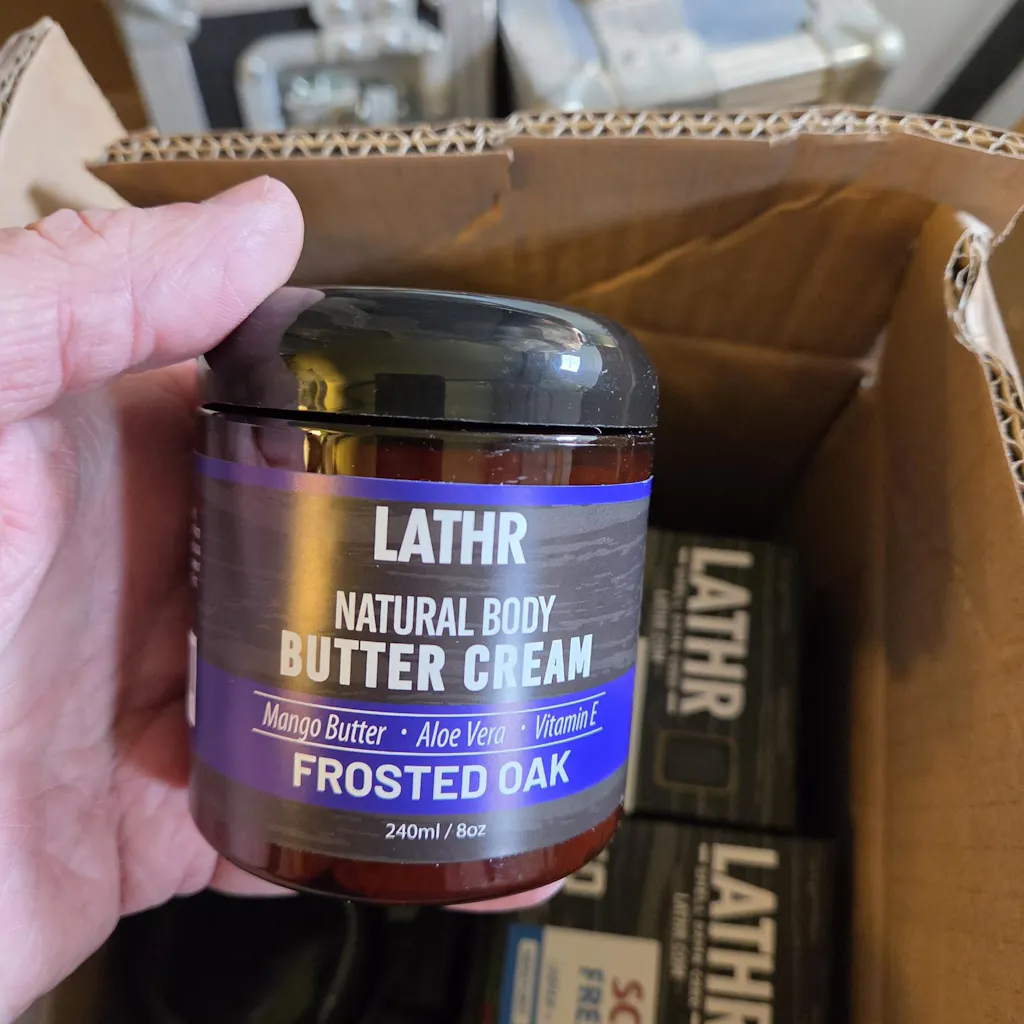 LATHR
NATURAL BODY
BUTTER CREAM
Mango Butter · Aloe Vera · Vitamin E
FROSTED OAK
240ml / 8oz
LATHR
LATHR